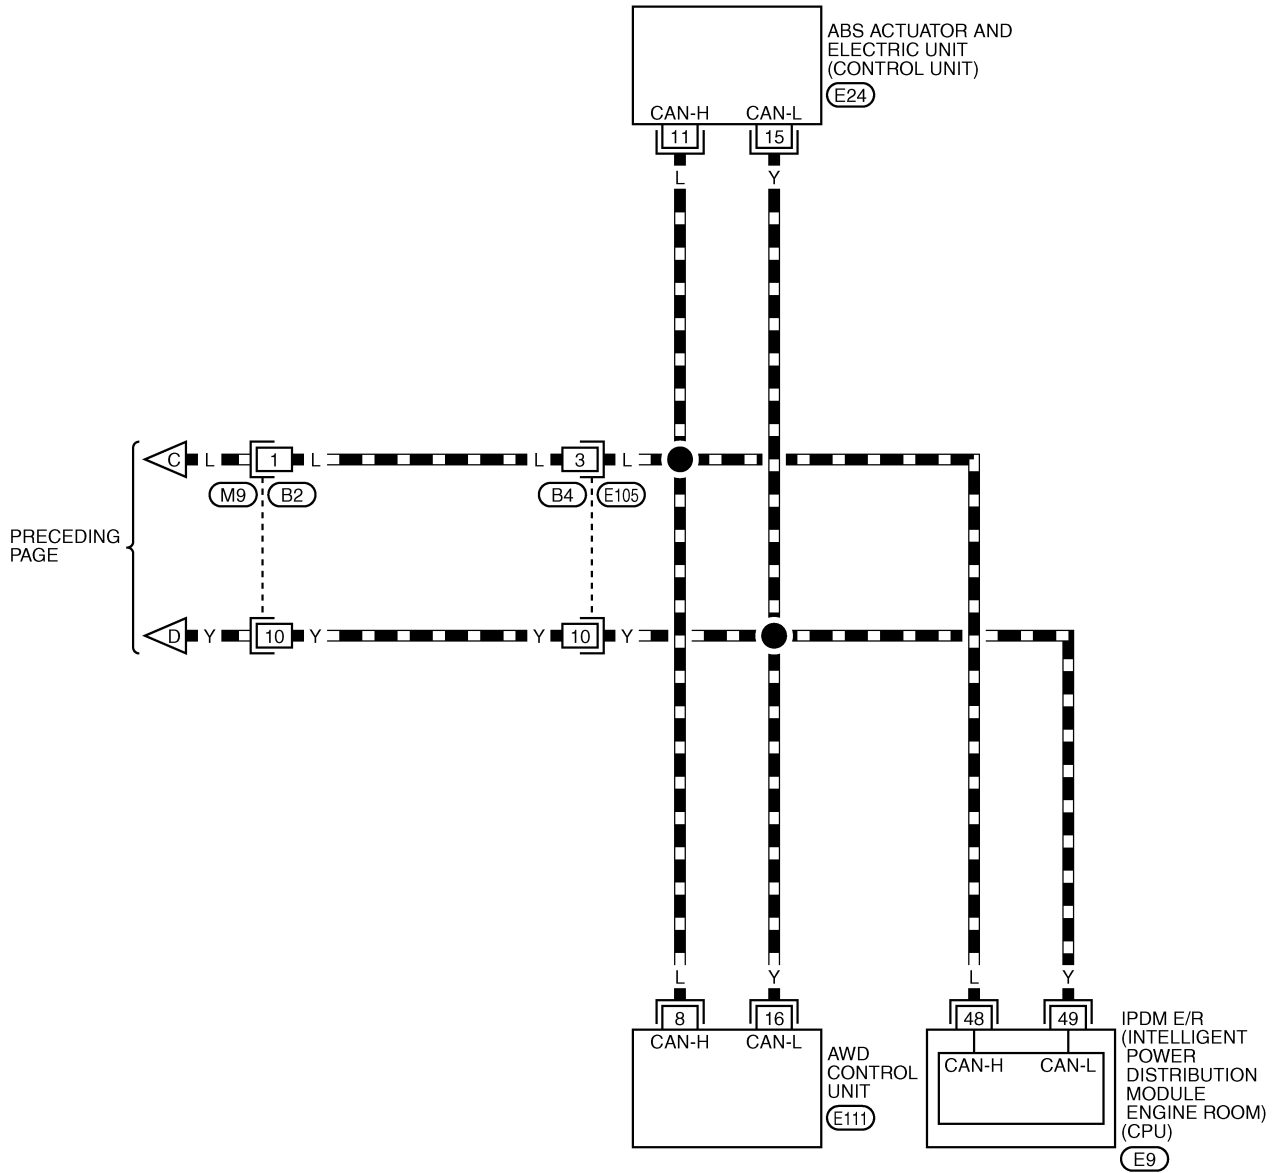 ABS ACTUATOR AND
ELECTRIC UNIT
(CONTROL UNIT)
E24
CAN-H CAN-L
11 15
L Y
C L 1 L L 3 L
M9 B2 B4 E105
PRECEDING
PAGE
D Y 10 Y Y 10 Y
L Y L Y
8 16 48 49
CAN-H CAN-L
AWD
CONTROL
UNIT
E111
CAN-H CAN-L
IPDM E/R
(INTELLIGENT
POWER
DISTRIBUTION
MODULE
ENGINE ROOM)
(CPU)
E9